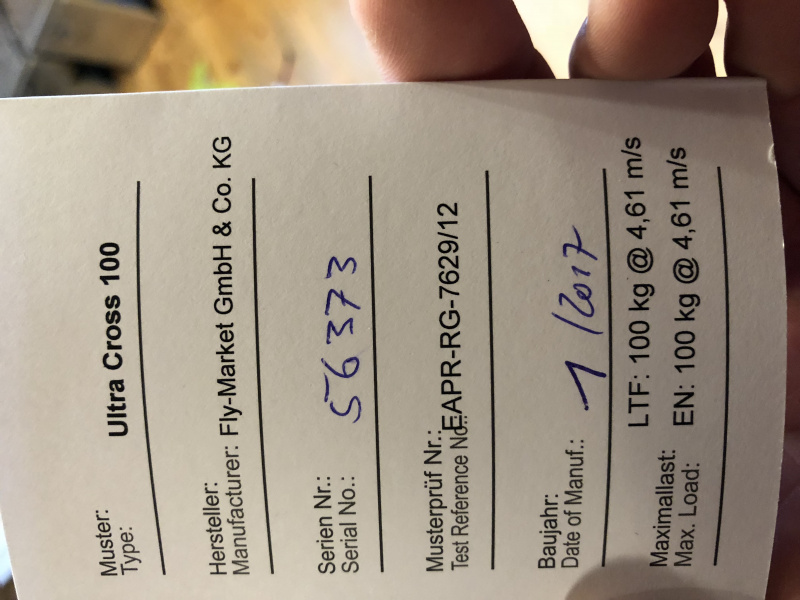 Muster:
Type: Ultra Cross 100
Hersteller:
Manufacturer: Fly-Market GmbH & Co. KG
Serien Nr.:
Serial No.: 56373
Musterprüf Nr.:
Test Reference No.: EAPR-RG-7629/12
Baujahr:
Date of Manuf.: 1/2017
Maximallast: LTF: 100 kg @ 4,61 m/s
Max. Load: EN: 100 kg @ 4,61 m/s